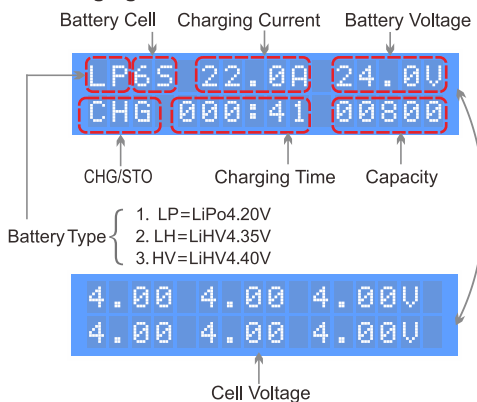 Battery Cell Charging Current Battery Voltage
LP6S 22.0A 24.0V
CHG 000:41 00800
CHG/STO Charging Time Capacity
Battery Type
1. LP=LiPo4.20V
2. LH=LiHV4.35V
3. HV=LiHV4.40V
4.00 4.00 4.00V
4.00 4.00 4.00V
Cell Voltage